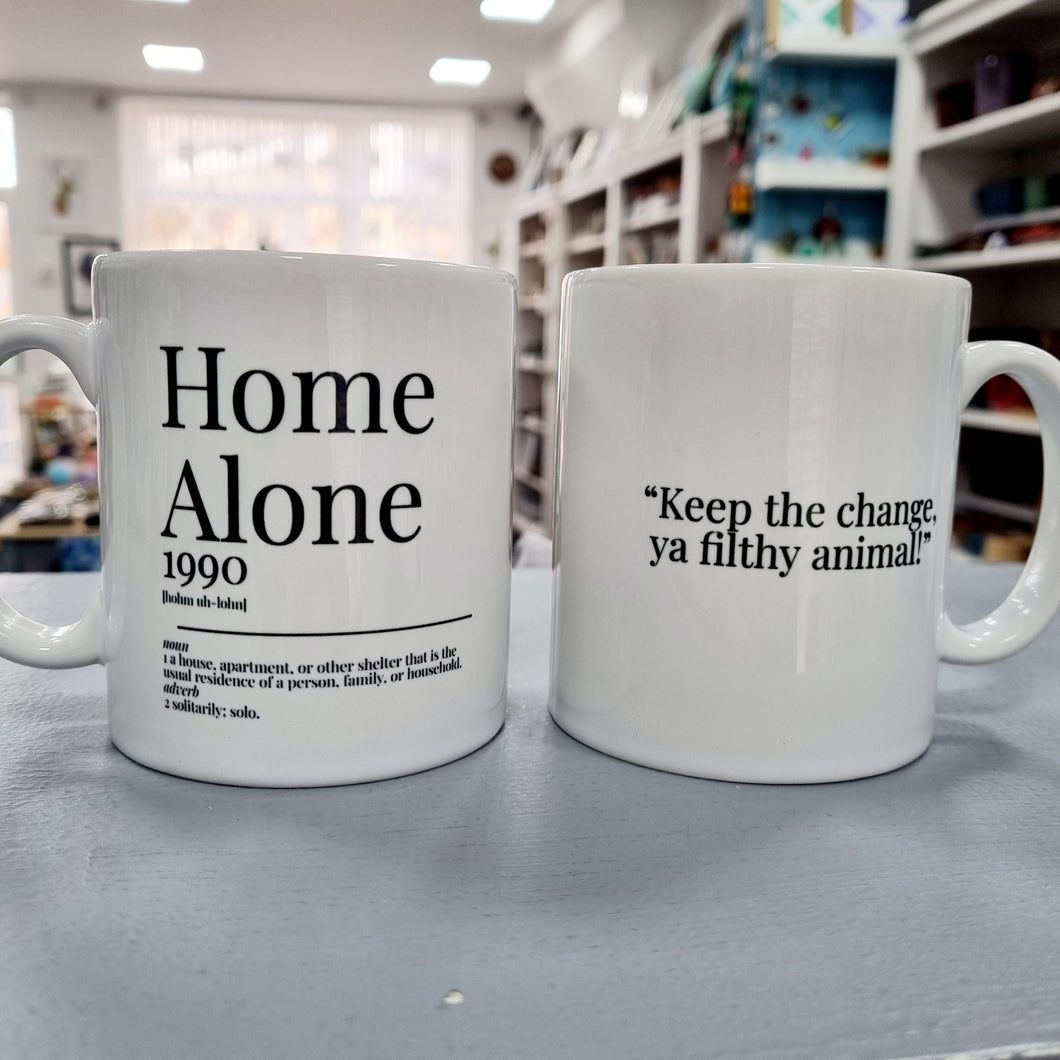 Home
Alone
1990
[hohm uh-lohn]
noun
1 a house, apartment, or other shelter that is the
usual residence of a person, family, or household.
adverb
2 solitarily; solo.
“Keep the change,
ya filthy animal!”